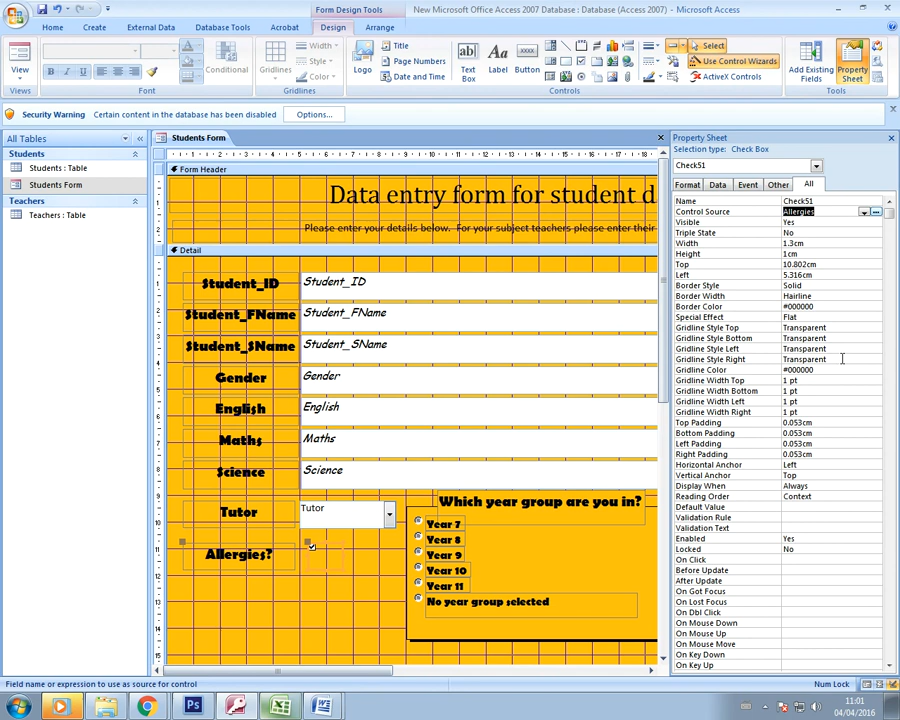 Form Design Tools
New Microsoft Office Access 2007 Database : Database (Access 2007) - Microsoft Access
Home
Create
External Data
Database Tools
Acrobat
Design
Arrange
View
Views
B I U
Font
Conditional
Gridlines
Width
Style
Color
Gridlines
Logo
Title
Page Numbers
Date and Time
ab|
Text Box
Aa
Label
xxxx
Button
Controls
Select
Use Control Wizards
ActiveX Controls
Add Existing Fields
Property Sheet
Tools
Security Warning Certain content in the database has been disabled Options...
All Tables
Students
Students : Table
Students Form
Teachers
Teachers : Table
Students Form
Form Header
Data entry form for student d
Please enter your details below. For your subject teachers please enter their
Detail
Student_ID Student_ID
Student_FName Student_FName
Student_SName Student_SName
Gender Gender
English English
Maths Maths
Science Science
Tutor Tutor
Allergies?
Which year group are you in?
Year 7
Year 8
Year 9
Year 10
Year 11
No year group selected
Property Sheet
Selection type: Check Box
Check51
Format Data Event Other All
Name Check51
Control Source Allergies
Visible Yes
Triple State No
Width 1.3cm
Height 1cm
Top 10.802cm
Left 5.316cm
Border Style Solid
Border Width Hairline
Border Color #000000
Special Effect Flat
Gridline Style Top Transparent
Gridline Style Bottom Transparent
Gridline Style Left Transparent
Gridline Style Right Transparent
Gridline Color #000000
Gridline Width Top 1 pt
Gridline Width Bottom 1 pt
Gridline Width Left 1 pt
Gridline Width Right 1 pt
Top Padding 0.053cm
Bottom Padding 0.053cm
Left Padding 0.053cm
Right Padding 0.053cm
Horizontal Anchor Left
Vertical Anchor Top
Display When Always
Reading Order Context
Default Value
Validation Rule
Validation Text
Enabled Yes
Locked No
On Click
Before Update
After Update
On Got Focus
On Lost Focus
On Dbl Click
On Mouse Down
On Mouse Up
On Mouse Move
On Key Down
On Key Up
Field name or expression to use as source for control
Num Lock
Ps
11:01
04/04/2016